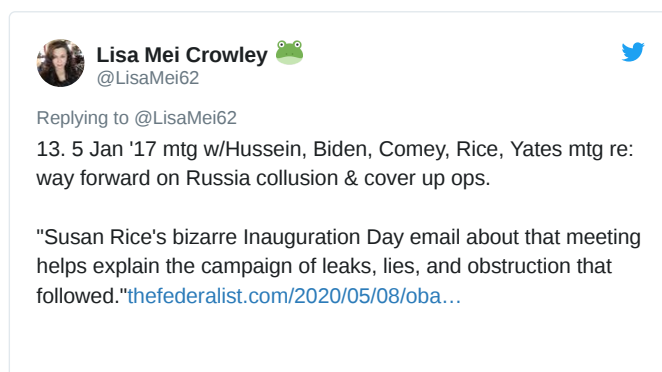 Lisa Mei Crowley 🐸
@LisaMei62
Replying to @LisaMei62
13. 5 Jan '17 mtg w/Hussein, Biden, Comey, Rice, Yates mtg re:
way forward on Russia collusion & cover up ops.
"Susan Rice's bizarre Inauguration Day email about that meeting
helps explain the campaign of leaks, lies, and obstruction that
followed."thefederalist.com/2020/05/08/oba…